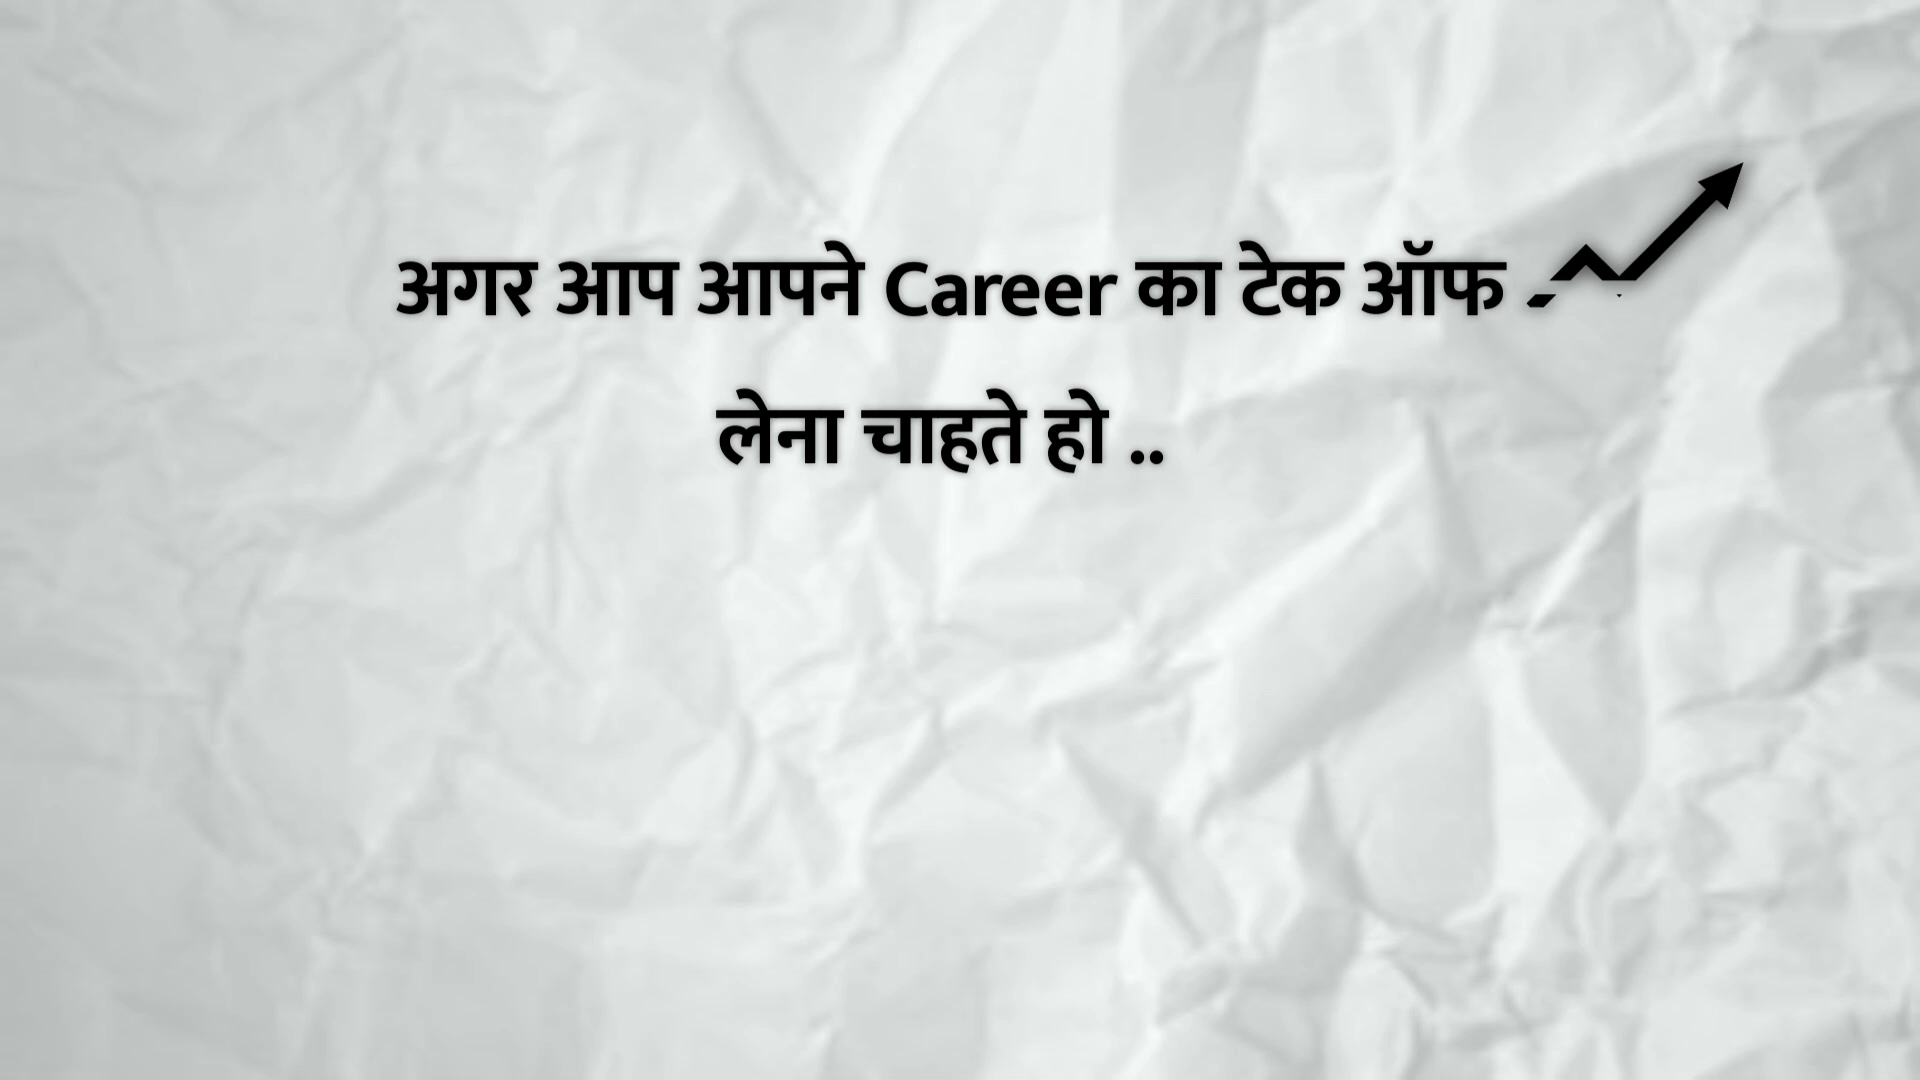 अगर आप आपने Career का टेक ऑफ
लेना चाहते हो ..